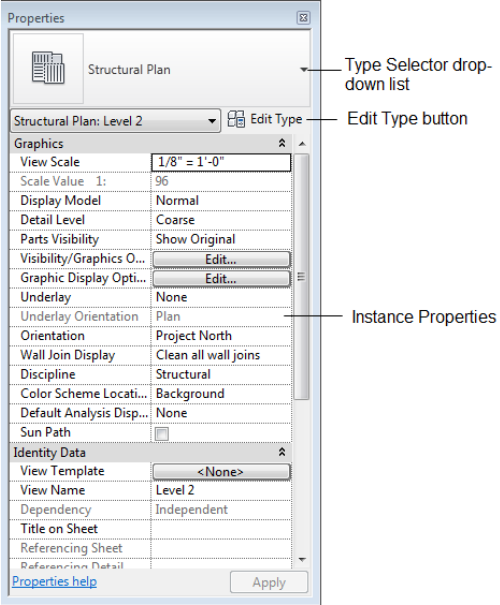 Properties
Structural Plan
Type Selector drop-
down list
Structural Plan: Level 2
Edit Type
Edit Type button
Graphics
View Scale 1/8" = 1'-0"
Scale Value 1: 96
Display Model Normal
Detail Level Coarse
Parts Visibility Show Original
Visibility/Graphics O... Edit...
Graphic Display Opti... Edit...
Underlay None
Underlay Orientation Plan
Instance Properties
Orientation Project North
Wall Join Display Clean all wall joins
Discipline Structural
Color Scheme Locati... Background
Default Analysis Disp... None
Sun Path
Identity Data
View Template <None>
View Name Level 2
Dependency Independent
Title on Sheet
Referencing Sheet
Referencing Detail
Properties help
Apply